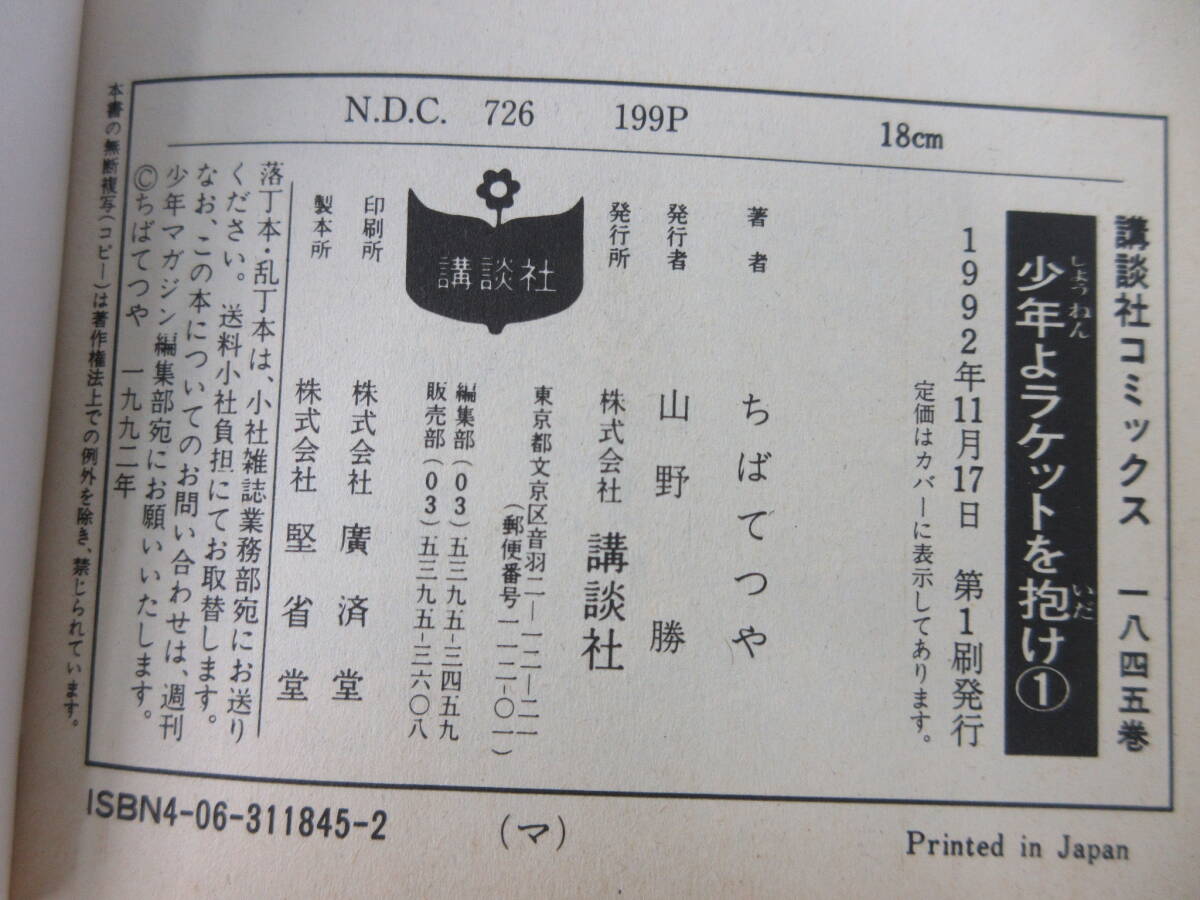 N.D.C. 726 199P 18cm
講談社コミックス 一八四五巻
少年よラケットを抱け①
しょうねん
いだ
1992年11月17日 第1刷発行
定価はカバーに表示してあります。
著者 ちばてつや
発行者 山野 勝
発行所 株式会社 講談社
東京都文京区音羽二-一二-二一
(郵便番号一一二-〇一)
編集部(03)五三九五-三四五九
販売部(03)五三九五-三六〇八
講談社
印刷所 株式会社 廣済堂
製本所 株式会社 堅省堂
落丁本・乱丁本は、小社雑誌業務部宛にお送り
ください。送料小社負担にてお取替します。
なお、この本についてのお問い合わせは、週刊
少年マガジン編集部宛にお願いいたします。
©ちばてつや 一九九二年
本書の無断複写(コピー)は著作権法上での例外を除き、禁じられています。
ISBN4-06-311845-2
(マ)
Printed in Japan